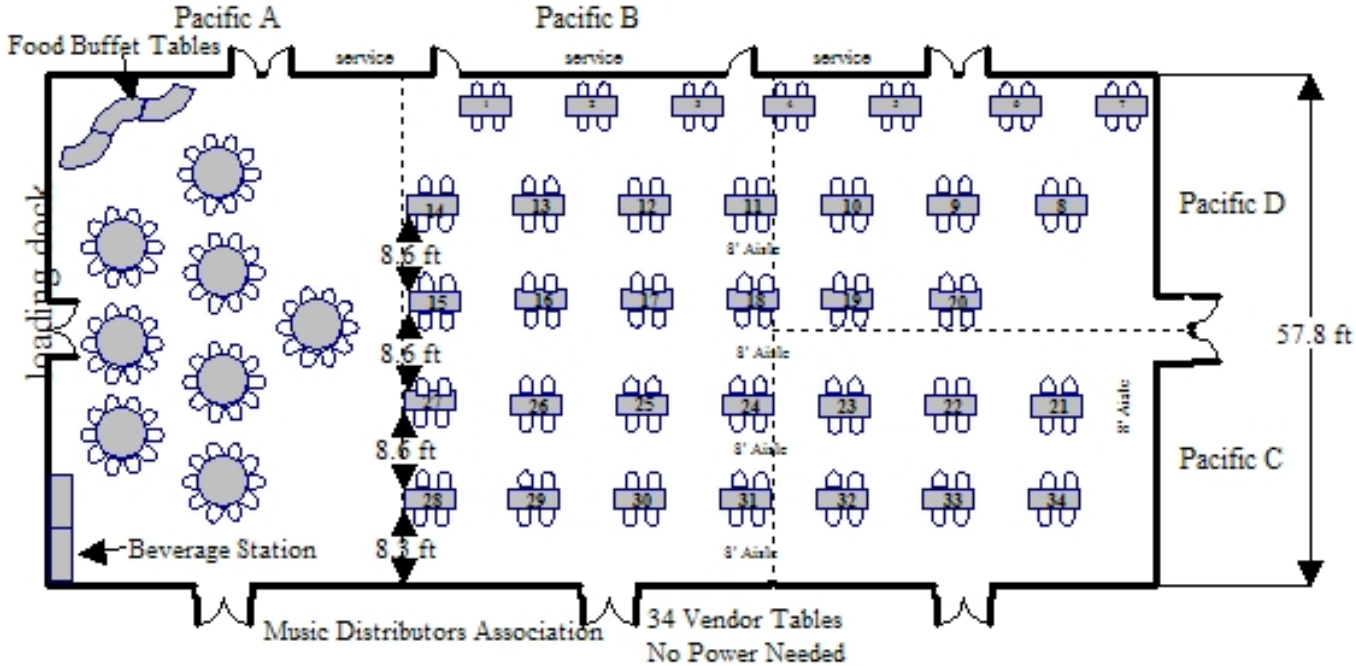 Pacific A
Pacific B
Food Buffet Tables
service
service
service
1 2 3 4 5 6 7
14 13 12 11 10 9 8
Pacific D
loading dock
8.6 ft
8' Aisle
15 16 17 18 19 20
57.8 ft
8.6 ft
8' Aisle
27 26 25 24 23 22 21
8' Aisle
8.6 ft
8' Aisle
Pacific C
28 29 30 31 32 33 34
Beverage Station
8.3 ft
8' Aisle
Music Distributors Association
34 Vendor Tables
No Power Needed